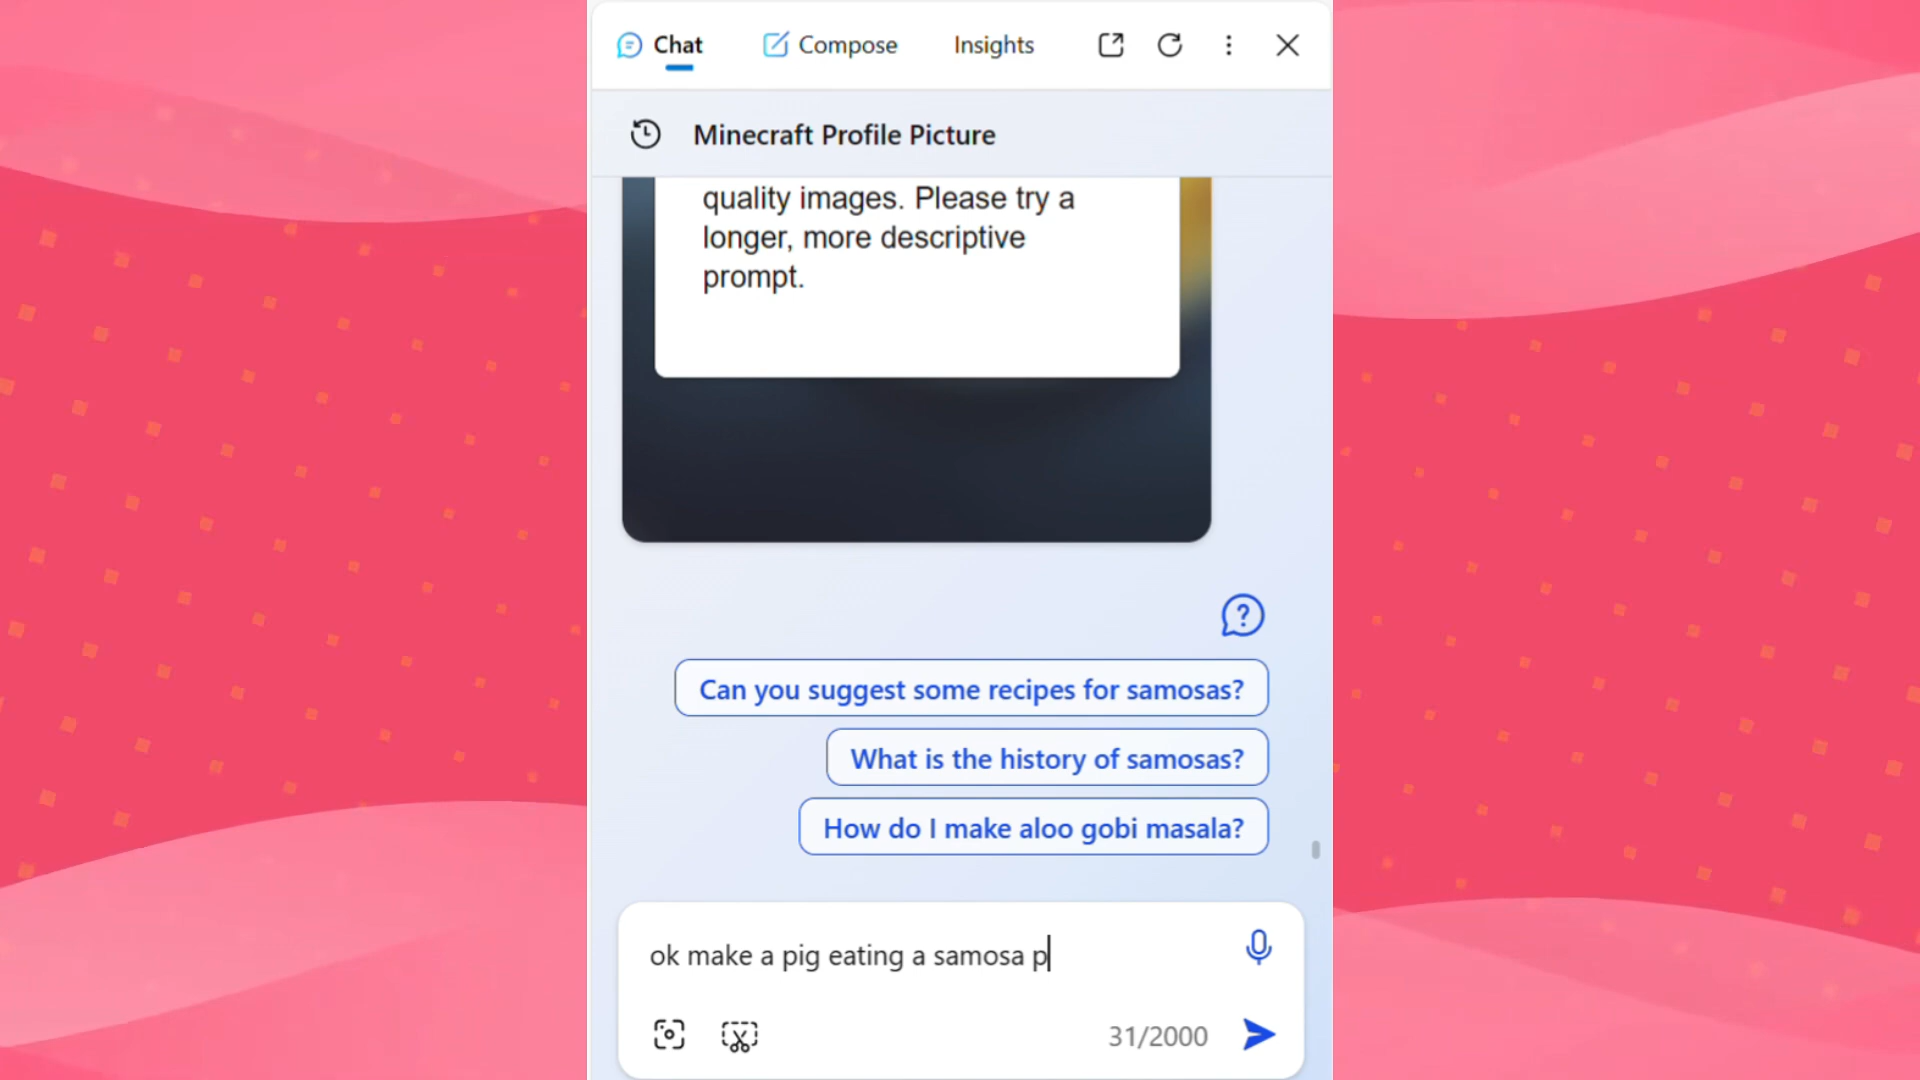 Chat Compose Insights
Minecraft Profile Picture
quality images. Please try a
longer, more descriptive
prompt.
Can you suggest some recipes for samosas?
What is the history of samosas?
How do I make aloo gobi masala?
ok make a pig eating a samosa p
31/2000